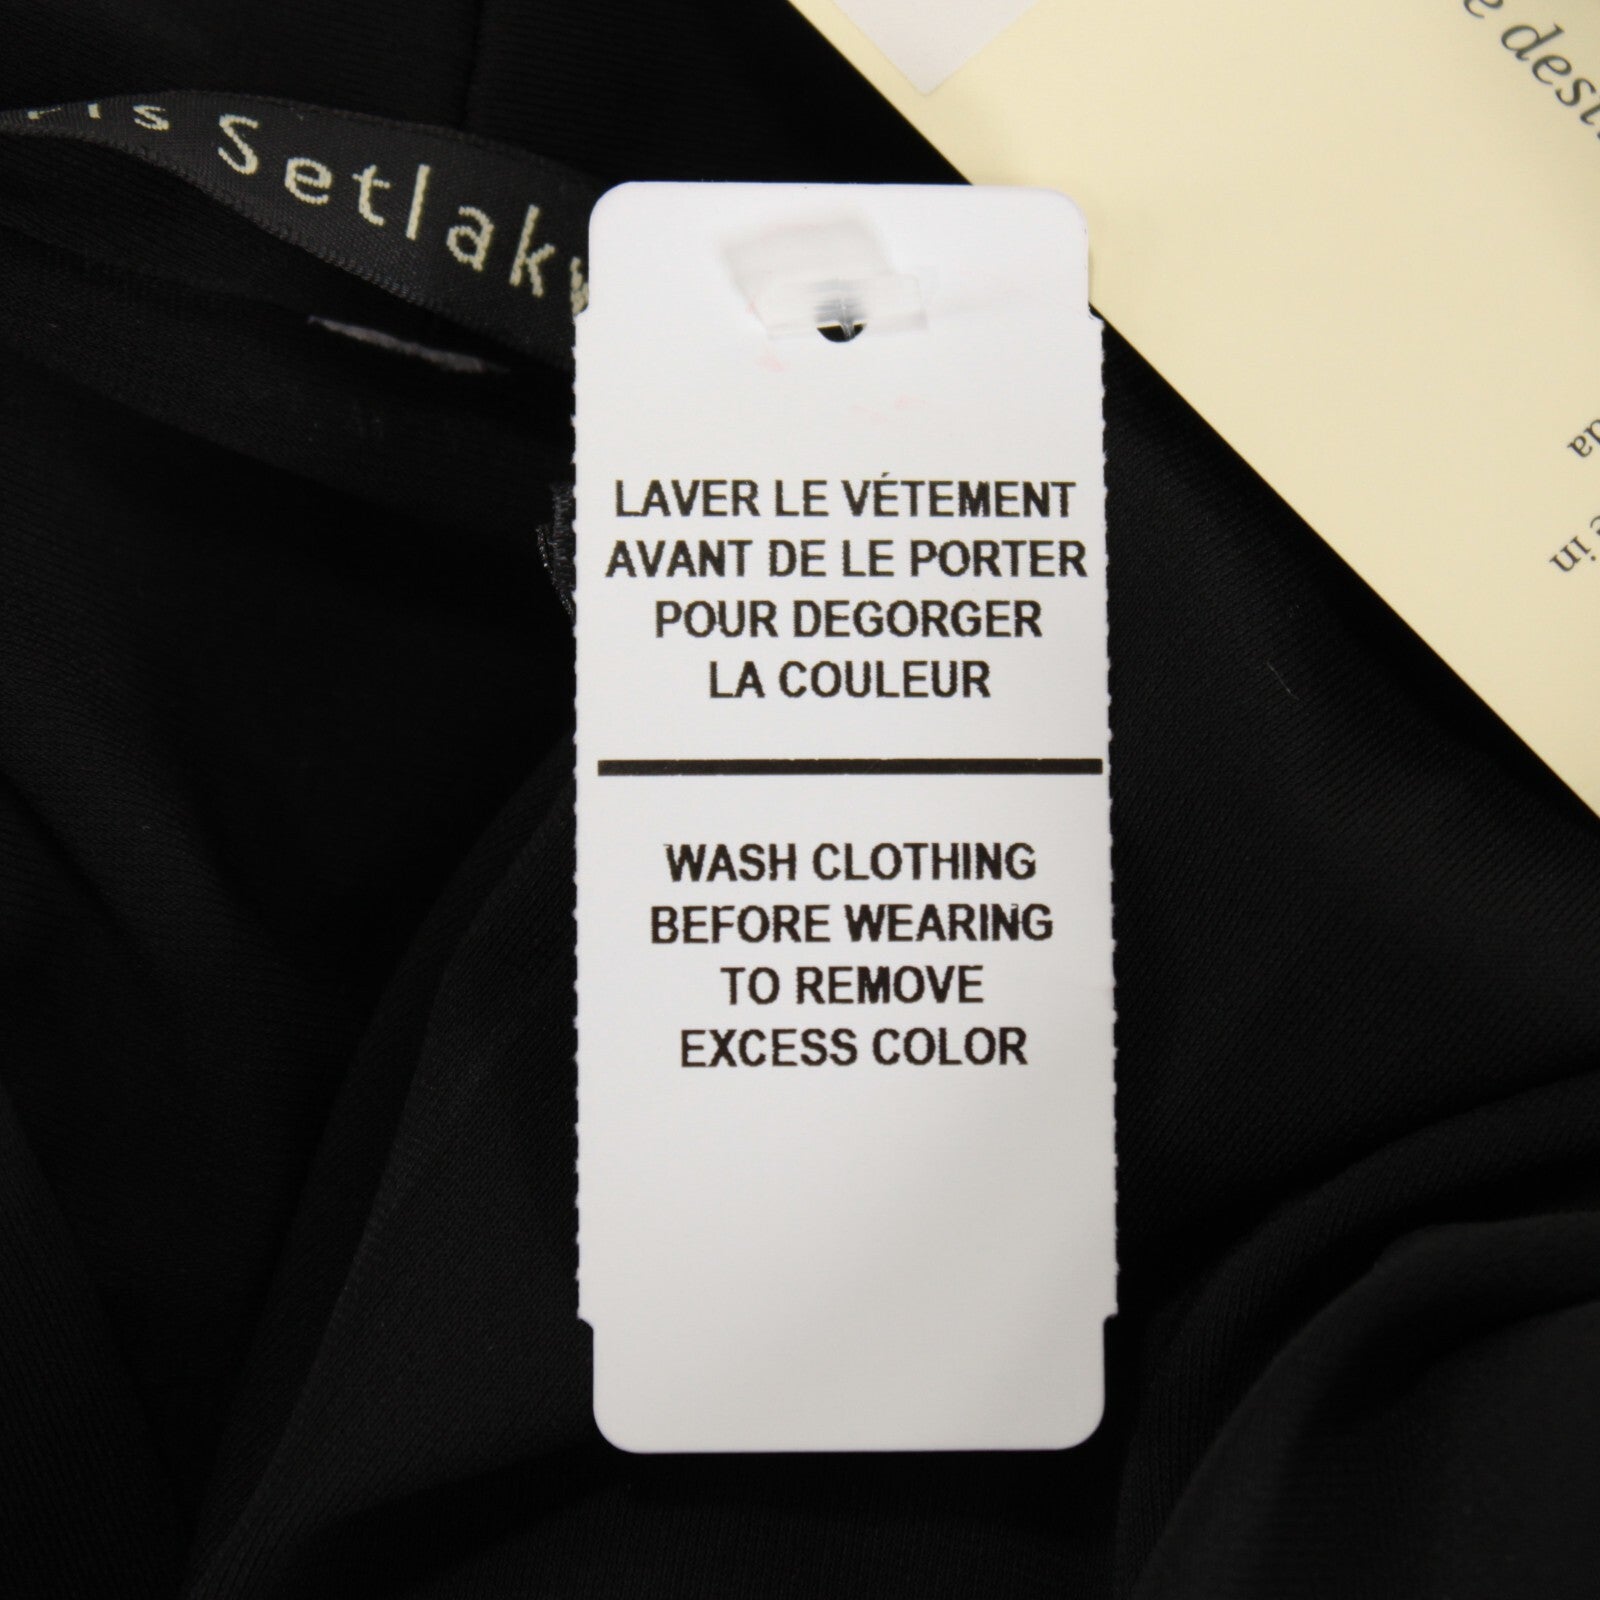 Setlak
LAVER LE VÉTEMENT
AVANT DE LE PORTER
POUR DEGORGER
LA COULEUR
WASH CLOTHING
BEFORE WEARING
TO REMOVE
EXCESS COLOR
in